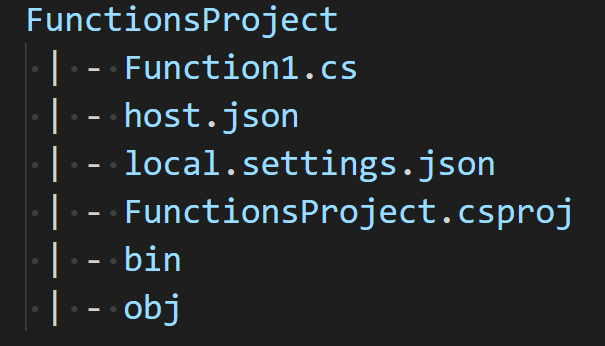 FunctionsProject
| - Function1.cs
| - host.json
| - local.settings.json
| - FunctionsProject.csproj
| - bin
| - obj